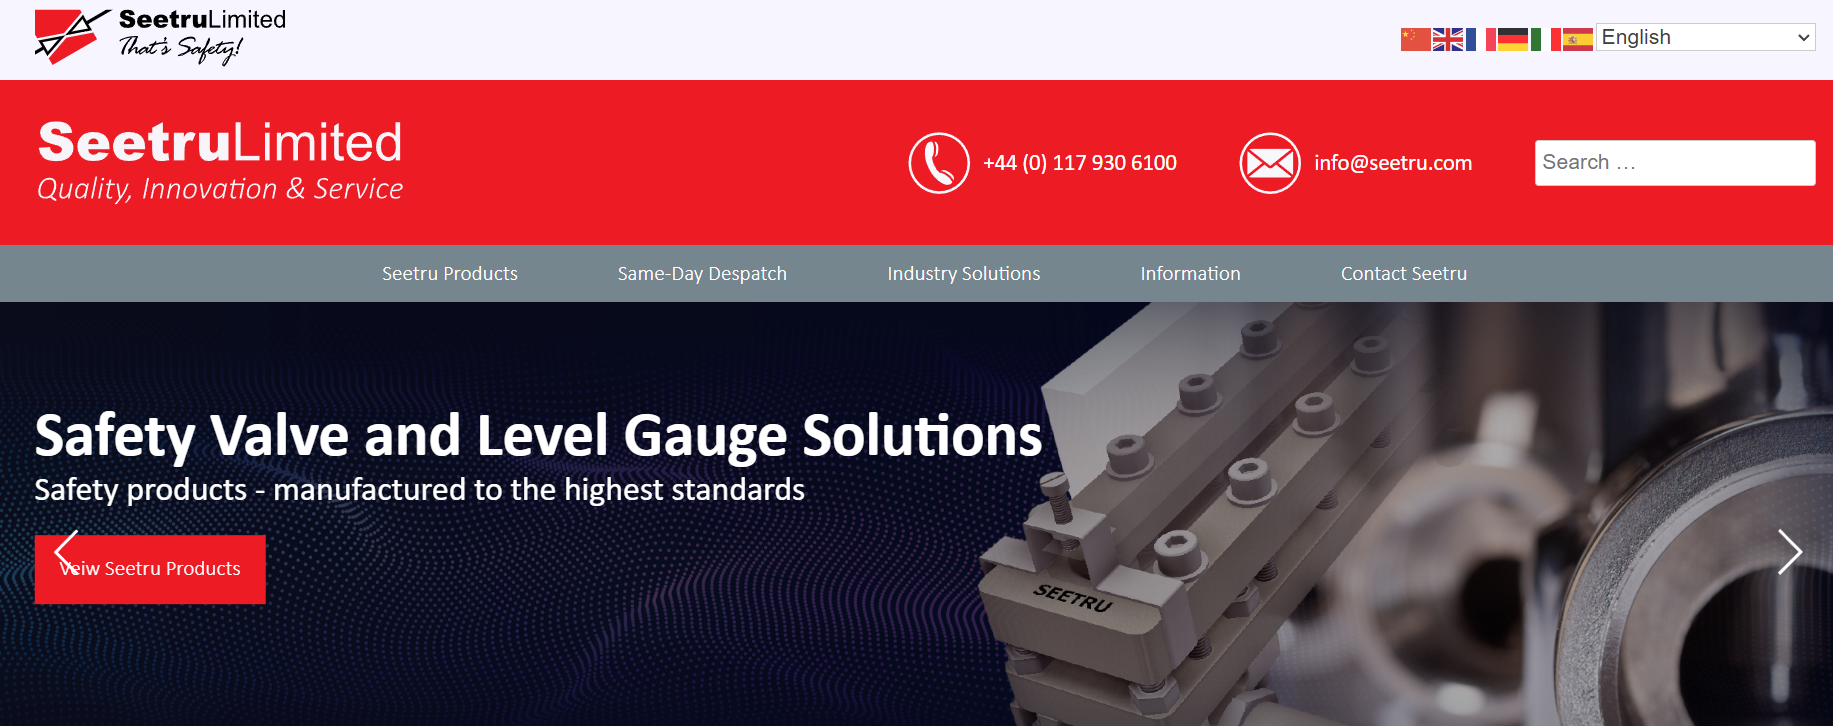 SeetruLimited
That's Safety!
English
SeetruLimited
Quality, Innovation & Service
+44 (0) 117 930 6100
info@seetru.com
Search …
Seetru Products
Same-Day Despatch
Industry Solutions
Information
Contact Seetru
Safety Valve and Level Gauge Solutions
Safety products - manufactured to the highest standards
Veiw Seetru Products
SEETRU